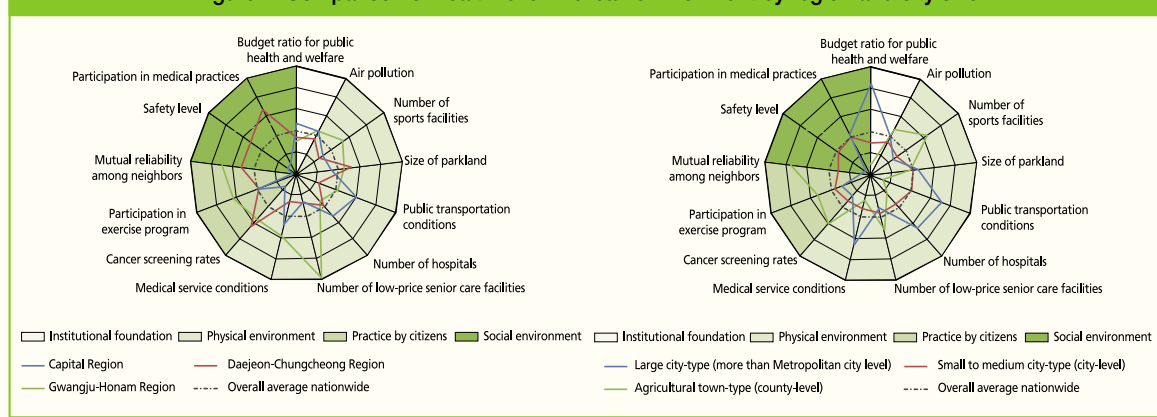 Budget ratio for public
health and welfare
Participation in medical practices
Air pollution
Safety level
Number of
sports facilities
Mutual reliability
among neighbors
Size of parkland
Participation in
exercise program
Public transportation
conditions
Cancer screening rates
Number of hospitals
Medical service conditions
Number of low-price senior care facilities
Institutional foundation
Physical environment
Practice by citizens
Social environment
Capital Region
Daejeon-Chungcheong Region
Gwangju-Honam Region
Overall average nationwide
Budget ratio for public
health and welfare
Participation in medical practices
Air pollution
Safety level
Number of
sports facilities
Mutual reliability
among neighbors
Size of parkland
Participation in
exercise program
Public transportation
conditions
Cancer screening rates
Number of hospitals
Medical service conditions
Number of low-price senior care facilities
Institutional foundation
Physical environment
Practice by citizens
Social environment
Large city-type (more than Metropolitan city level)
Small to medium city-type (city-level)
Agricultural town-type (county-level)
Overall average nationwide